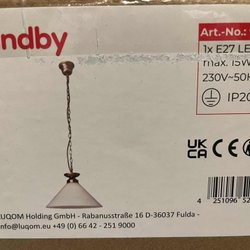 ndby
Art.-No.:
1x E27 LE
max. 15W
230V~50H
IP20
UK
CA
CE
LUQOM Holding GmbH - Rabanusstraße 16 D-36037 Fulda -
info@luqom.eu +49 (0) 66 42 - 251 9000
4 251096 52